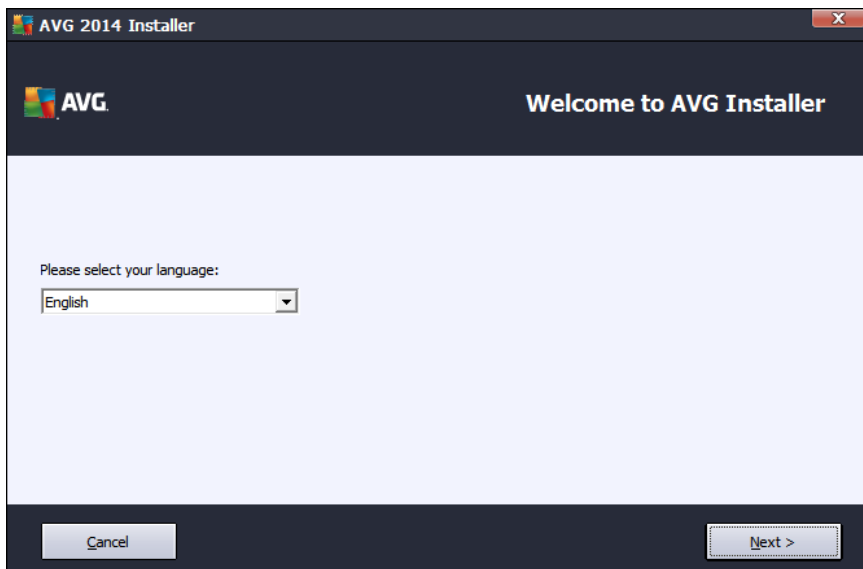 AVG 2014 Installer
X
AVG.
Welcome to AVG Installer
Please select your language:
English
Cancel
Next >